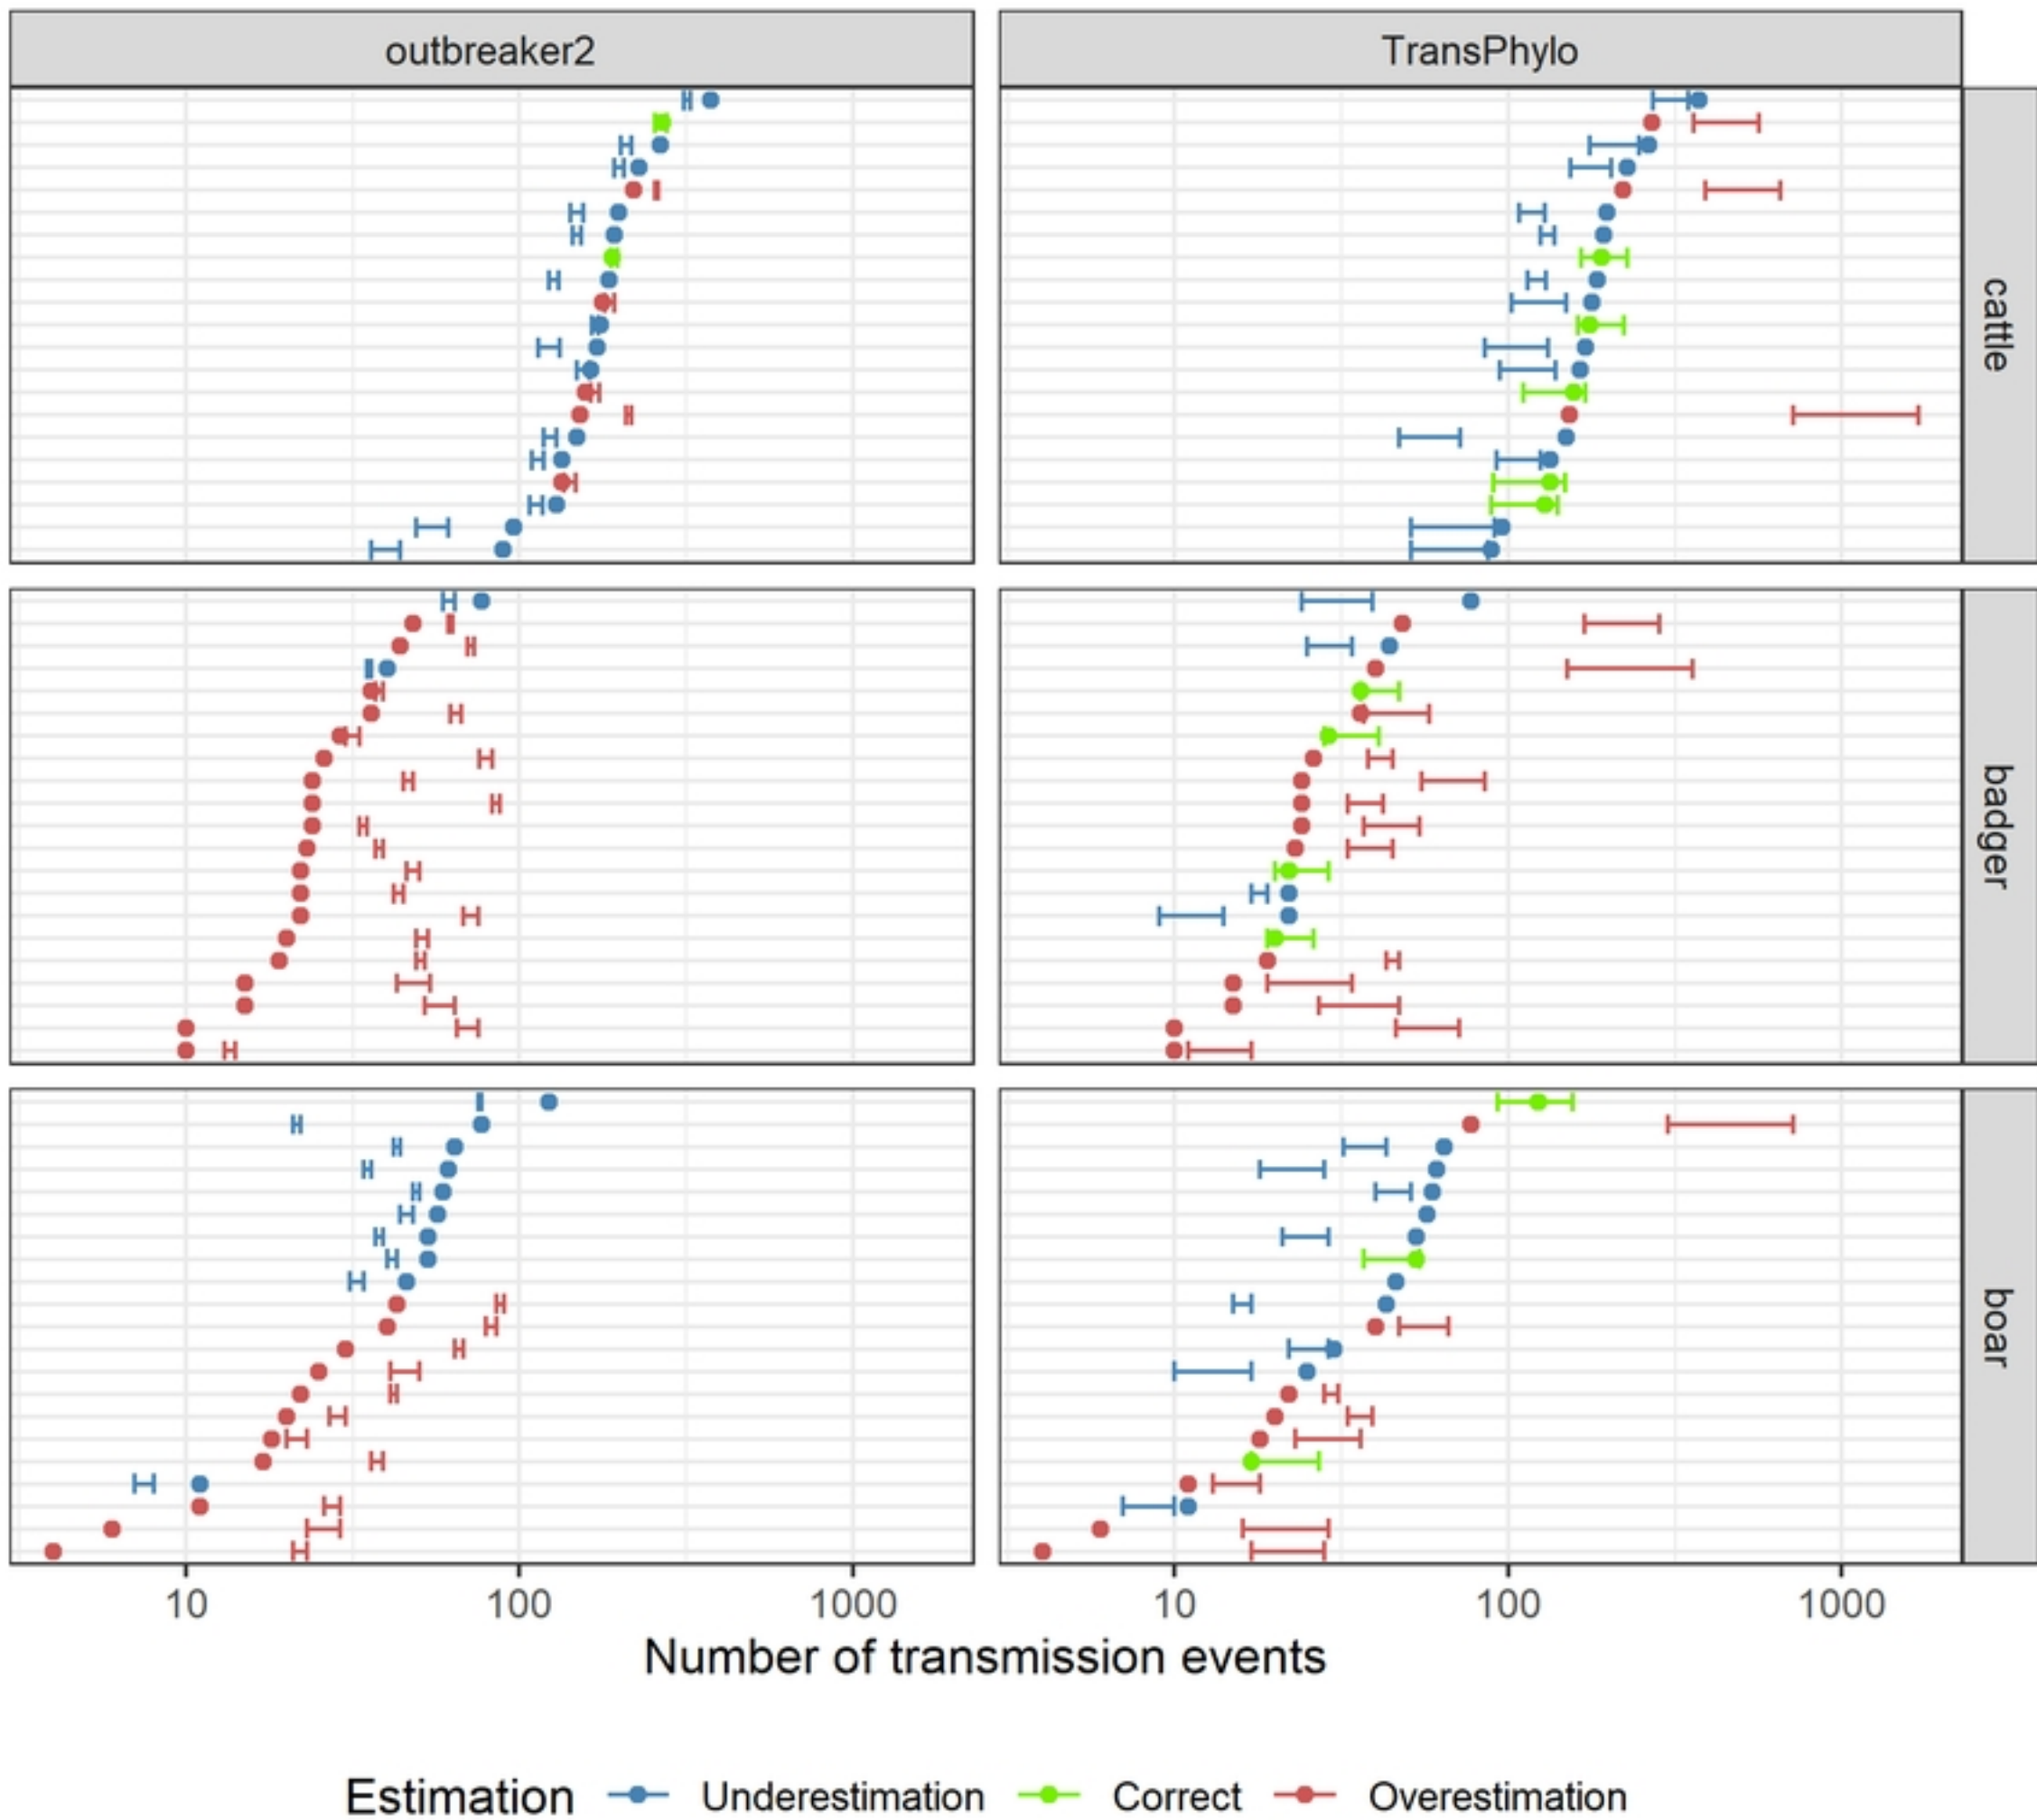 outbreaker2
TransPhylo
cattle
badger
boar
10 100 1000 10 100 1000
Number of transmission events
Estimation Underestimation Correct Overestimation